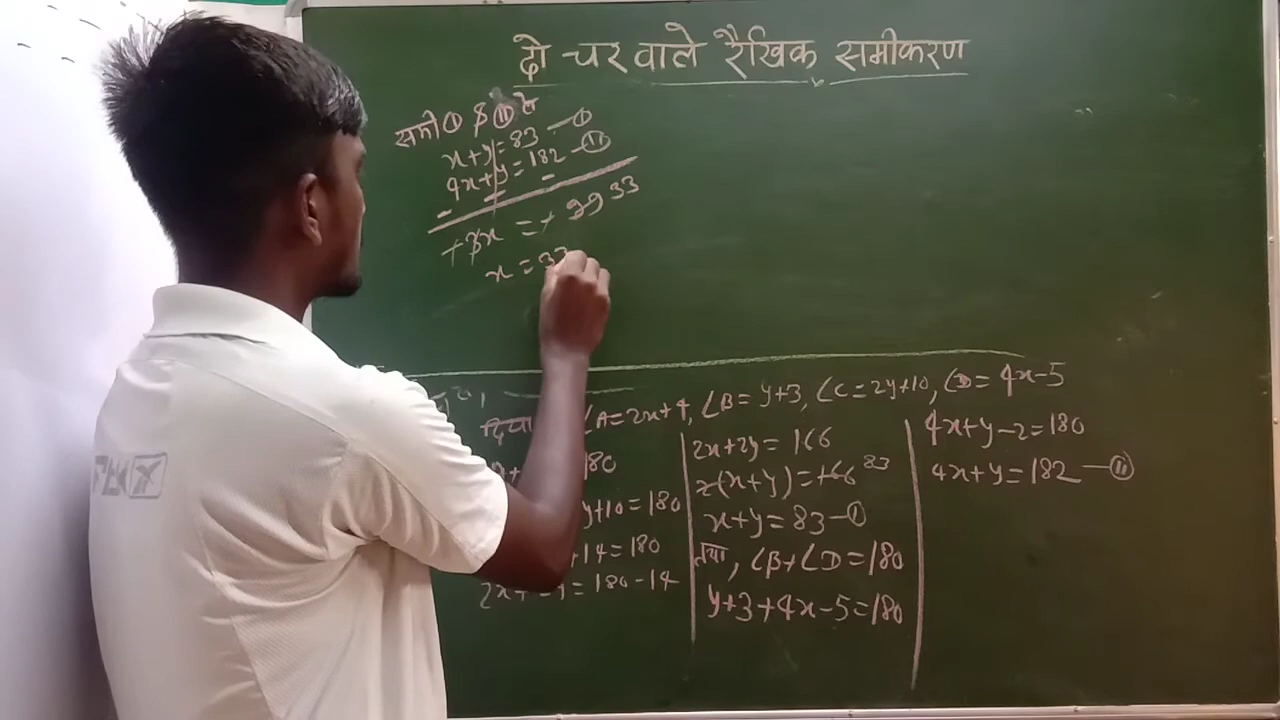 दो चर वाले रैखिक समीकरण
समी० ① व ⑪ से
x+y=83 —①
4x+y=182 —⑪
- - -
+3x = +99 33
x = 33
दिया ∠A=2x+4, ∠B=y+3, ∠C=2y+10, ∠D=4x-5
180
y+10=180
+14=180
2x+ = 180-14
2x+2y=166
2(x+y)=166 83
x+y=83—①
तथा, ∠B+∠D=180
y+3+4x-5=180
4x+y-2=180
4x+y=182—⑪